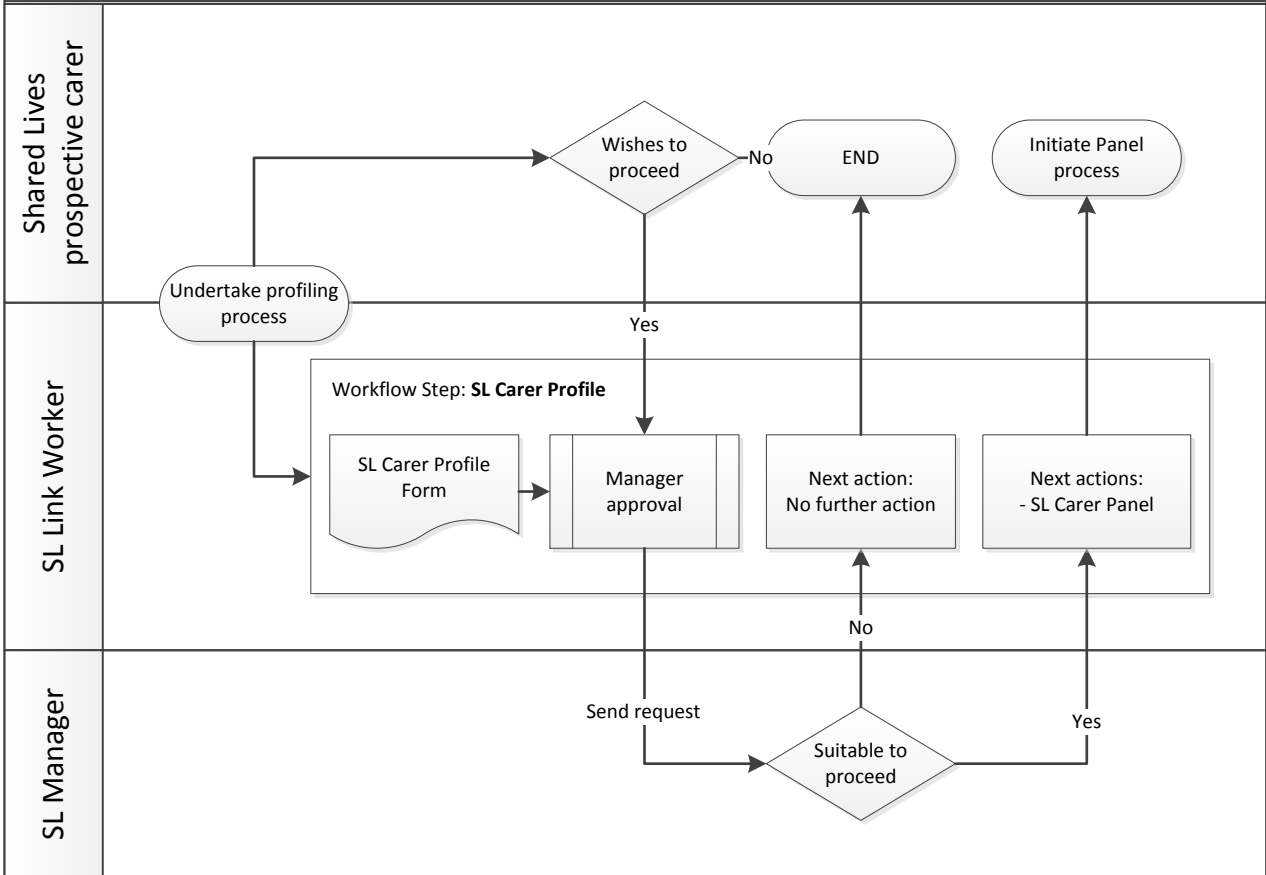 Shared Lives
prospective carer
Wishes to
proceed
No
END
Initiate Panel
process
Undertake profiling
process
Yes
SL Link Worker
Workflow Step: SL Carer Profile
SL Carer Profile
Form
Manager
approval
Next action:
No further action
Next actions:
- SL Carer Panel
No
SL Manager
Send request
Yes
Suitable to
proceed